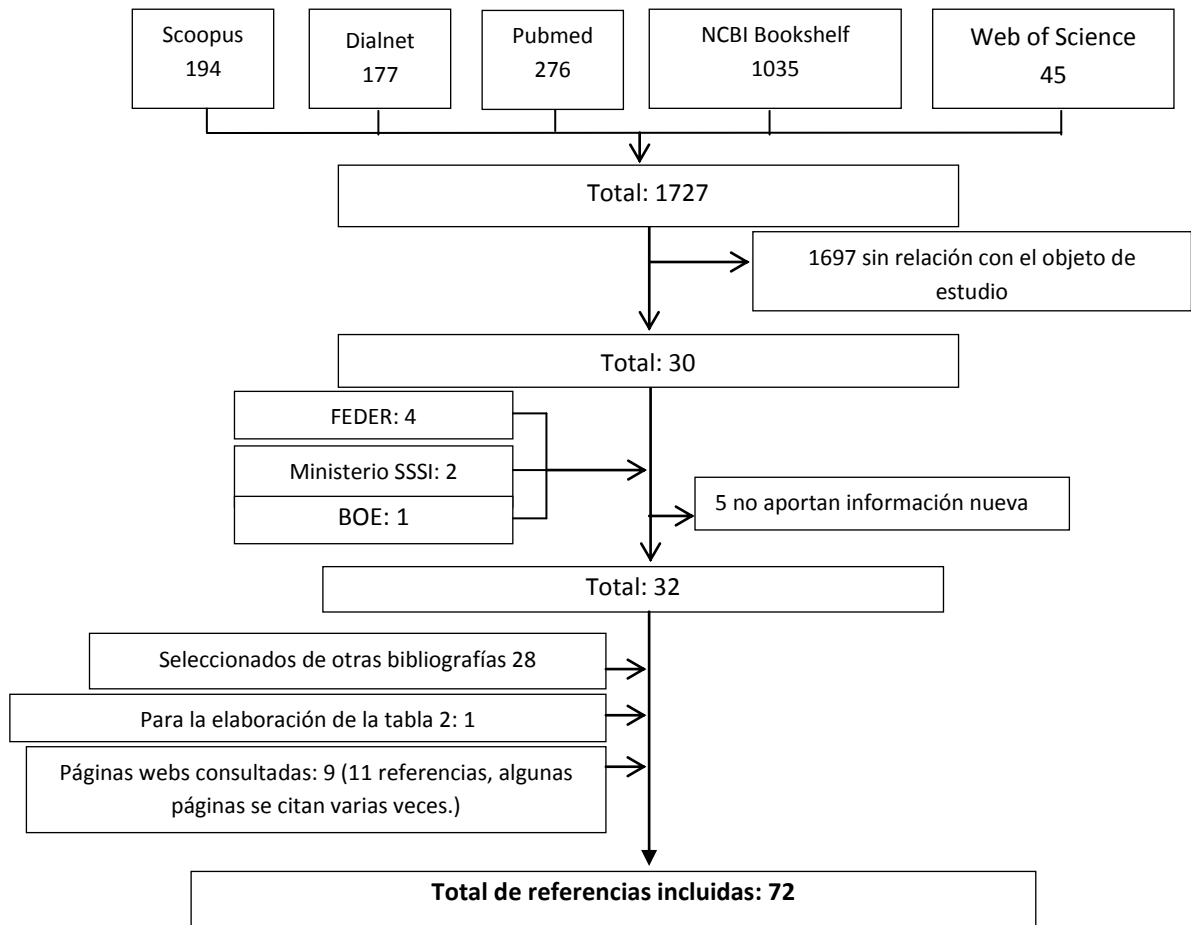 Scoopus
194
Dialnet
177
Pubmed
276
NCBI Bookshelf
1035
Web of Science
45
Total: 1727
1697 sin relación con el objeto de
estudio
Total: 30
FEDER: 4
Ministerio SSSI: 2
BOE: 1
5 no aportan información nueva
Total: 32
Seleccionados de otras bibliografías 28
Para la elaboración de la tabla 2: 1
Páginas webs consultadas: 9 (11 referencias, algunas
páginas se citan varias veces.)
Total de referencias incluidas: 72